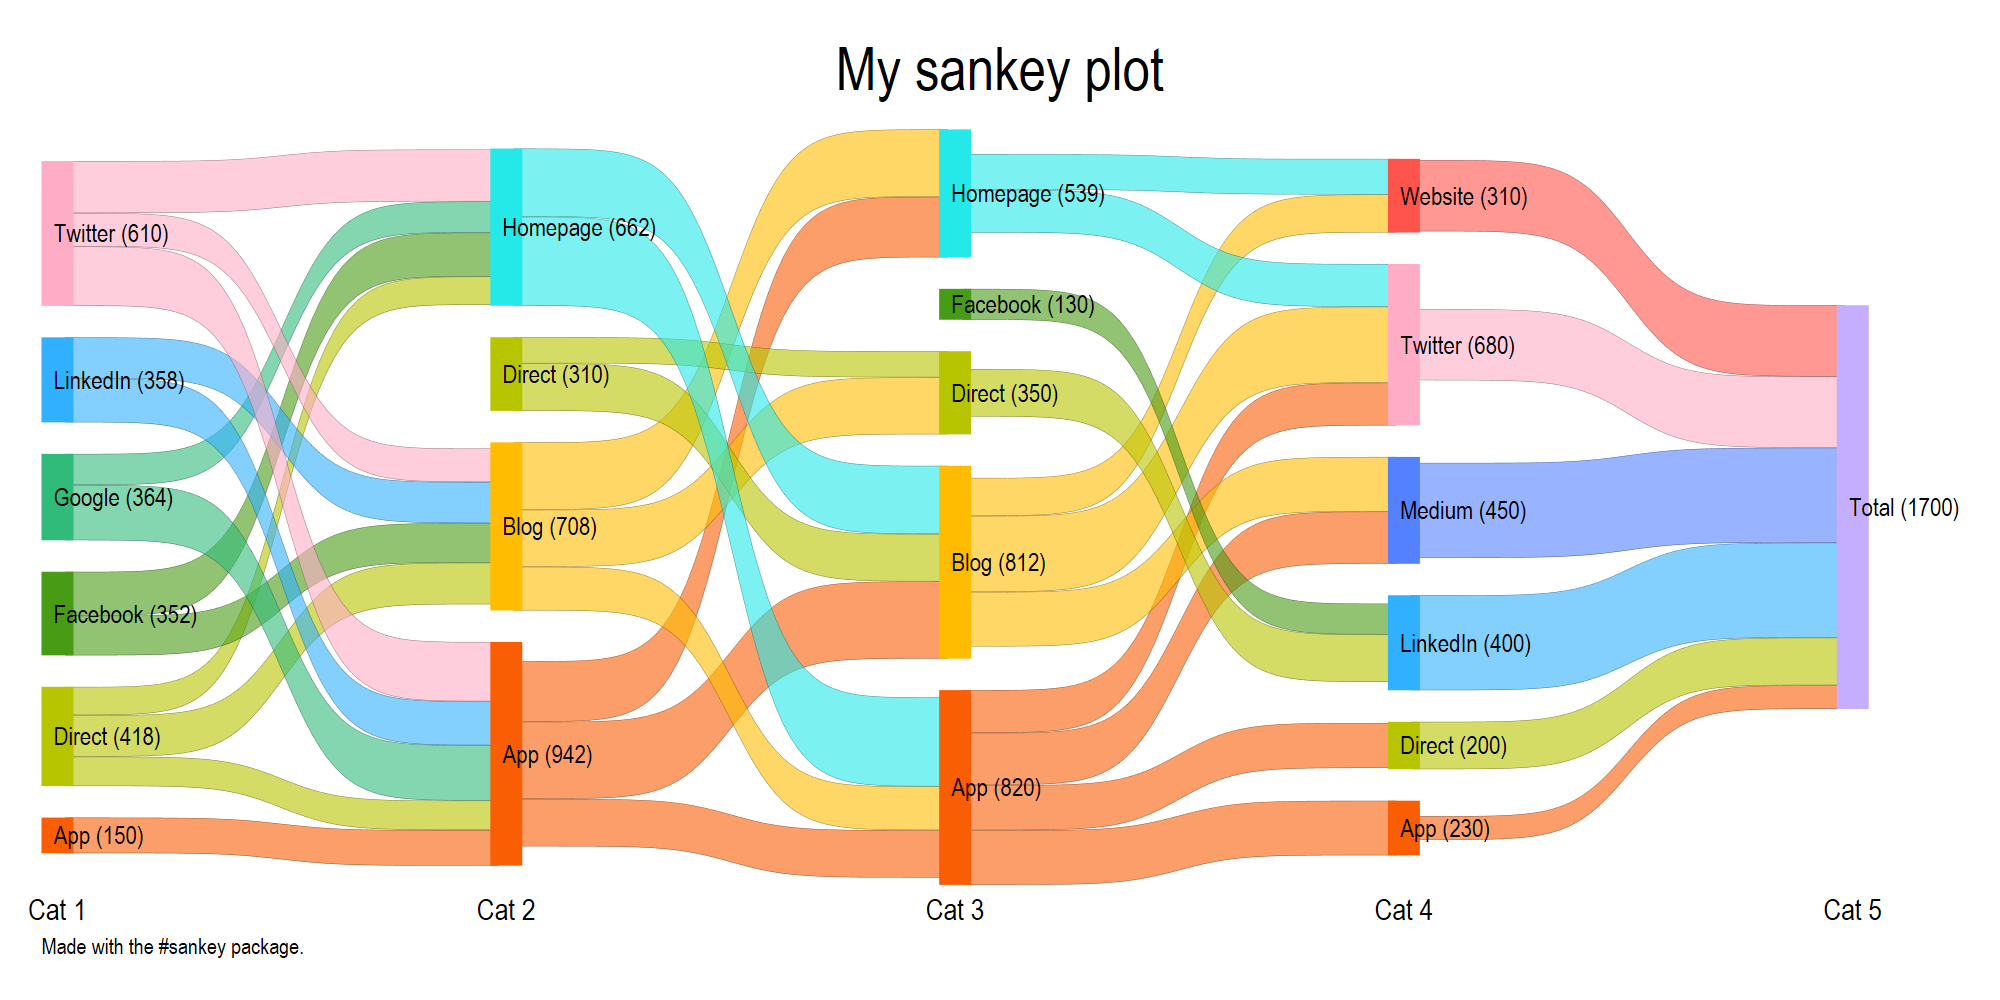 My sankey plot
Twitter (610)
LinkedIn (358)
Google (364)
Facebook (352)
Direct (418)
App (150)
Homepage (662)
Direct (310)
Blog (708)
App (942)
Homepage (539)
Facebook (130)
Direct (350)
Blog (812)
App (820)
Website (310)
Twitter (680)
Medium (450)
LinkedIn (400)
Direct (200)
App (230)
Total (1700)
Cat 1
Cat 2
Cat 3
Cat 4
Cat 5
Made with the #sankey package.